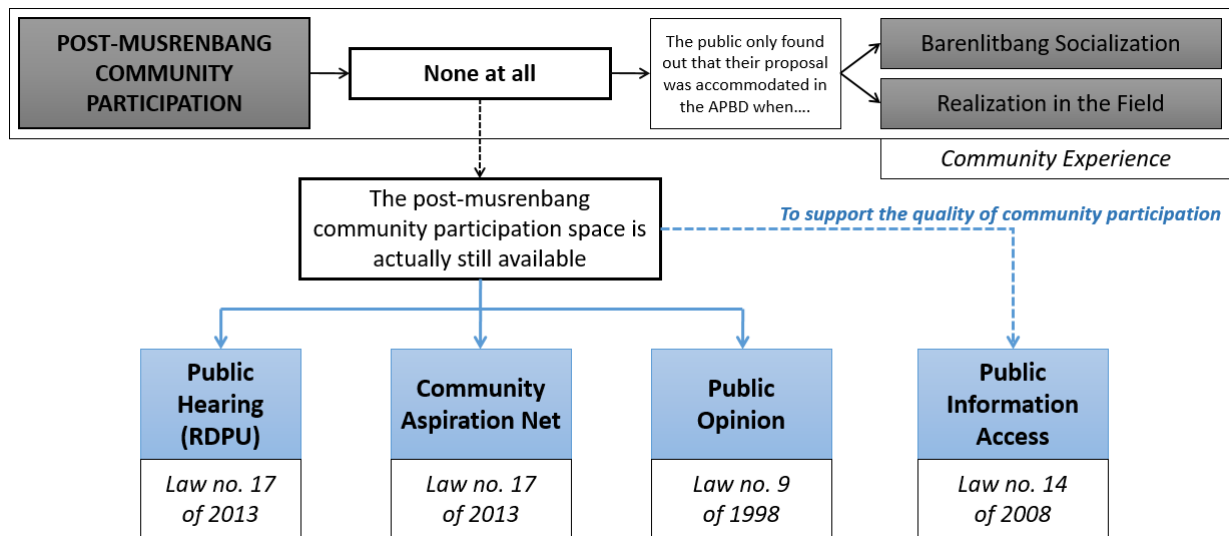 POST-MUSRENBANG
COMMUNITY
PARTICIPATION
None at all
The public only found
out that their proposal
was accommodated in
the APBD when....
Barenlitbang Socialization
Realization in the Field
Community Experience
The post-musrenbang
community participation space is
actually still available
To support the quality of community participation
Public
Hearing
(RDPU)
Law no. 17
of 2013
Community
Aspiration Net
Law no. 17
of 2013
Public
Opinion
Law no. 9
of 1998
Public
Information
Access
Law no. 14
of 2008